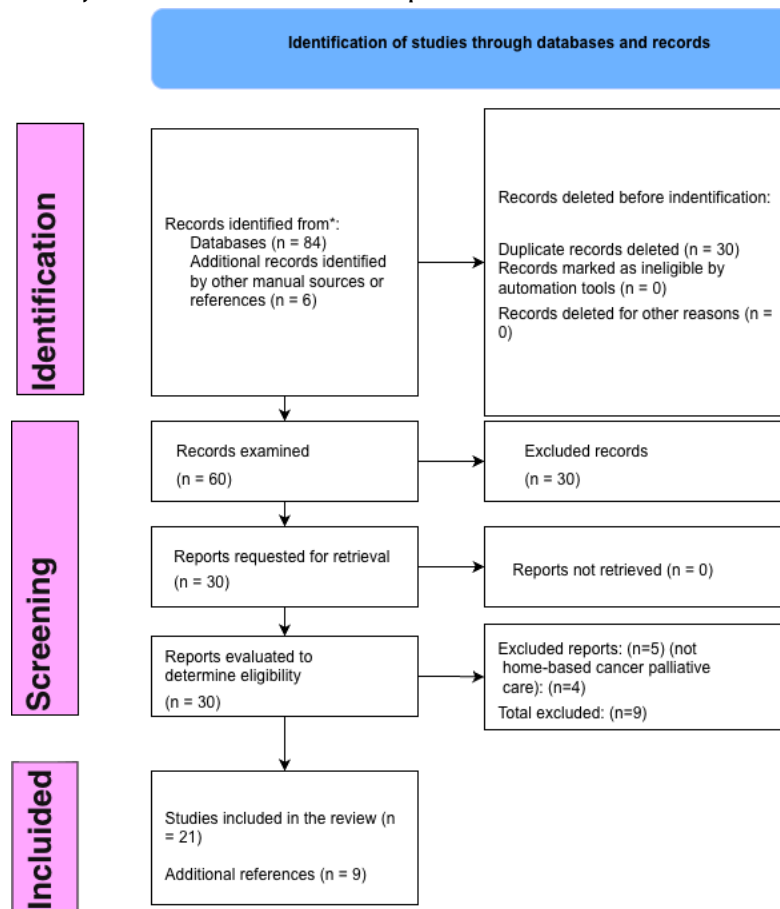 Identification of studies through databases and records
Identification
Records identified from*:
Databases (n = 84)
Additional records identified
by other manual sources or
references (n = 6)
Records deleted before indentification:
Duplicate records deleted (n = 30)
Records marked as ineligible by
automation tools (n = 0)
Records deleted for other reasons (n =
0)
Screening
Records examined
(n = 60)
Excluded records
(n = 30)
Reports requested for retrieval
(n = 30)
Reports not retrieved (n = 0)
Reports evaluated to
determine eligibility
(n = 30)
Excluded reports: (n=5) (not
home-based cancer palliative
care): (n=4)
Total excluded: (n=9)
Incluided
Studies included in the review (n
= 21)
Additional references (n = 9)